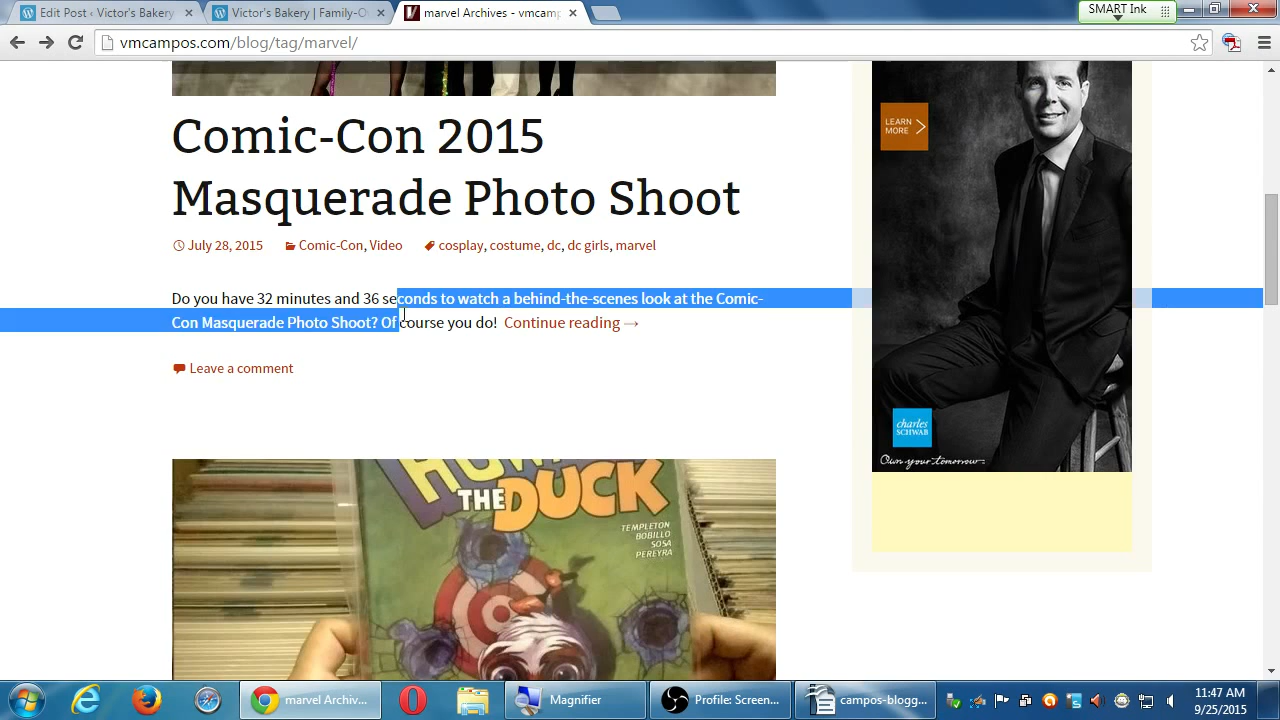 Edit Post ‹ Victor's Bakery
Victor's Bakery | Family-O
marvel Archives - vmcamp
SMART Ink
vmcampos.com/blog/tag/marvel/
Comic-Con 2015
Masquerade Photo Shoot
July 28, 2015 Comic-Con, Video cosplay, costume, dc, dc girls, marvel
Do you have 32 minutes and 36 seconds to watch a behind-the-scenes look at the Comic-
Con Masquerade Photo Shoot? Of course you do! Continue reading →
Leave a comment
THE DUCK
TEMPLETON
BOBILLO
SOSA
PEREYRA
LEARN
MORE
charles
SCHWAB
Own your tomorrow.
marvel Archiv...
Magnifier
Profile: Screen...
campos-blogg...
11:47 AM
9/25/2015